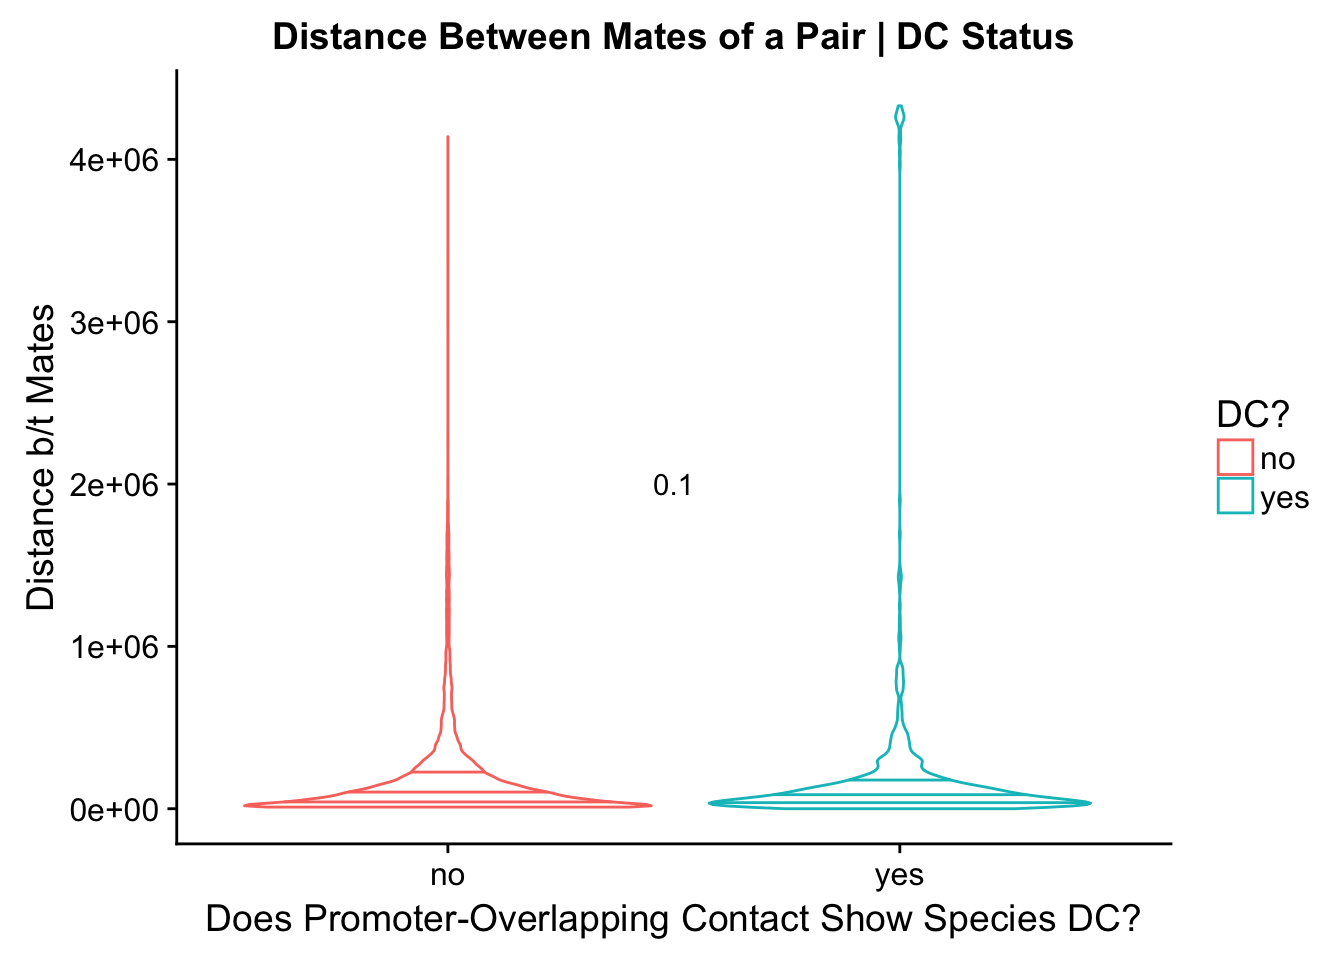 Distance Between Mates of a Pair | DC Status
Distance b/t Mates
4e+06
3e+06
2e+06
1e+06
0e+00
0.1
no
yes
Does Promoter-Overlapping Contact Show Species DC?
DC?
no
yes